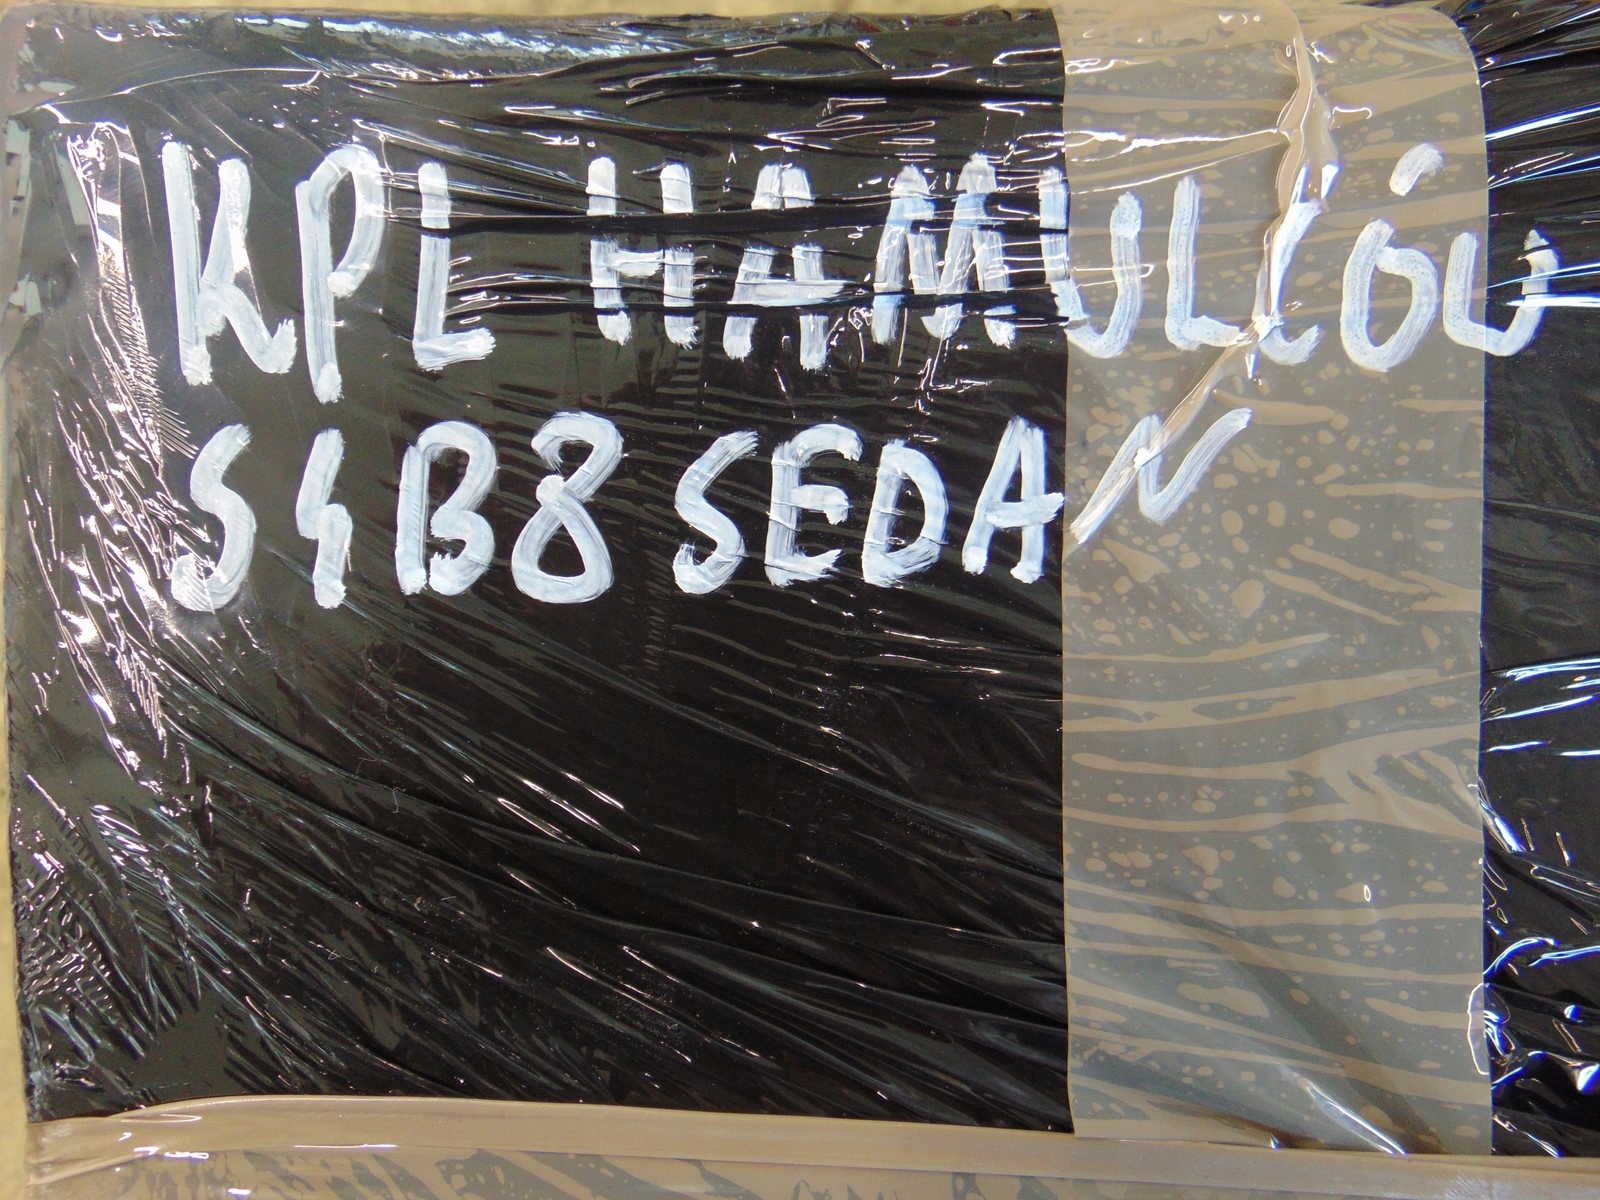 KPL HAMULCÓW
S4B8 SEDAN